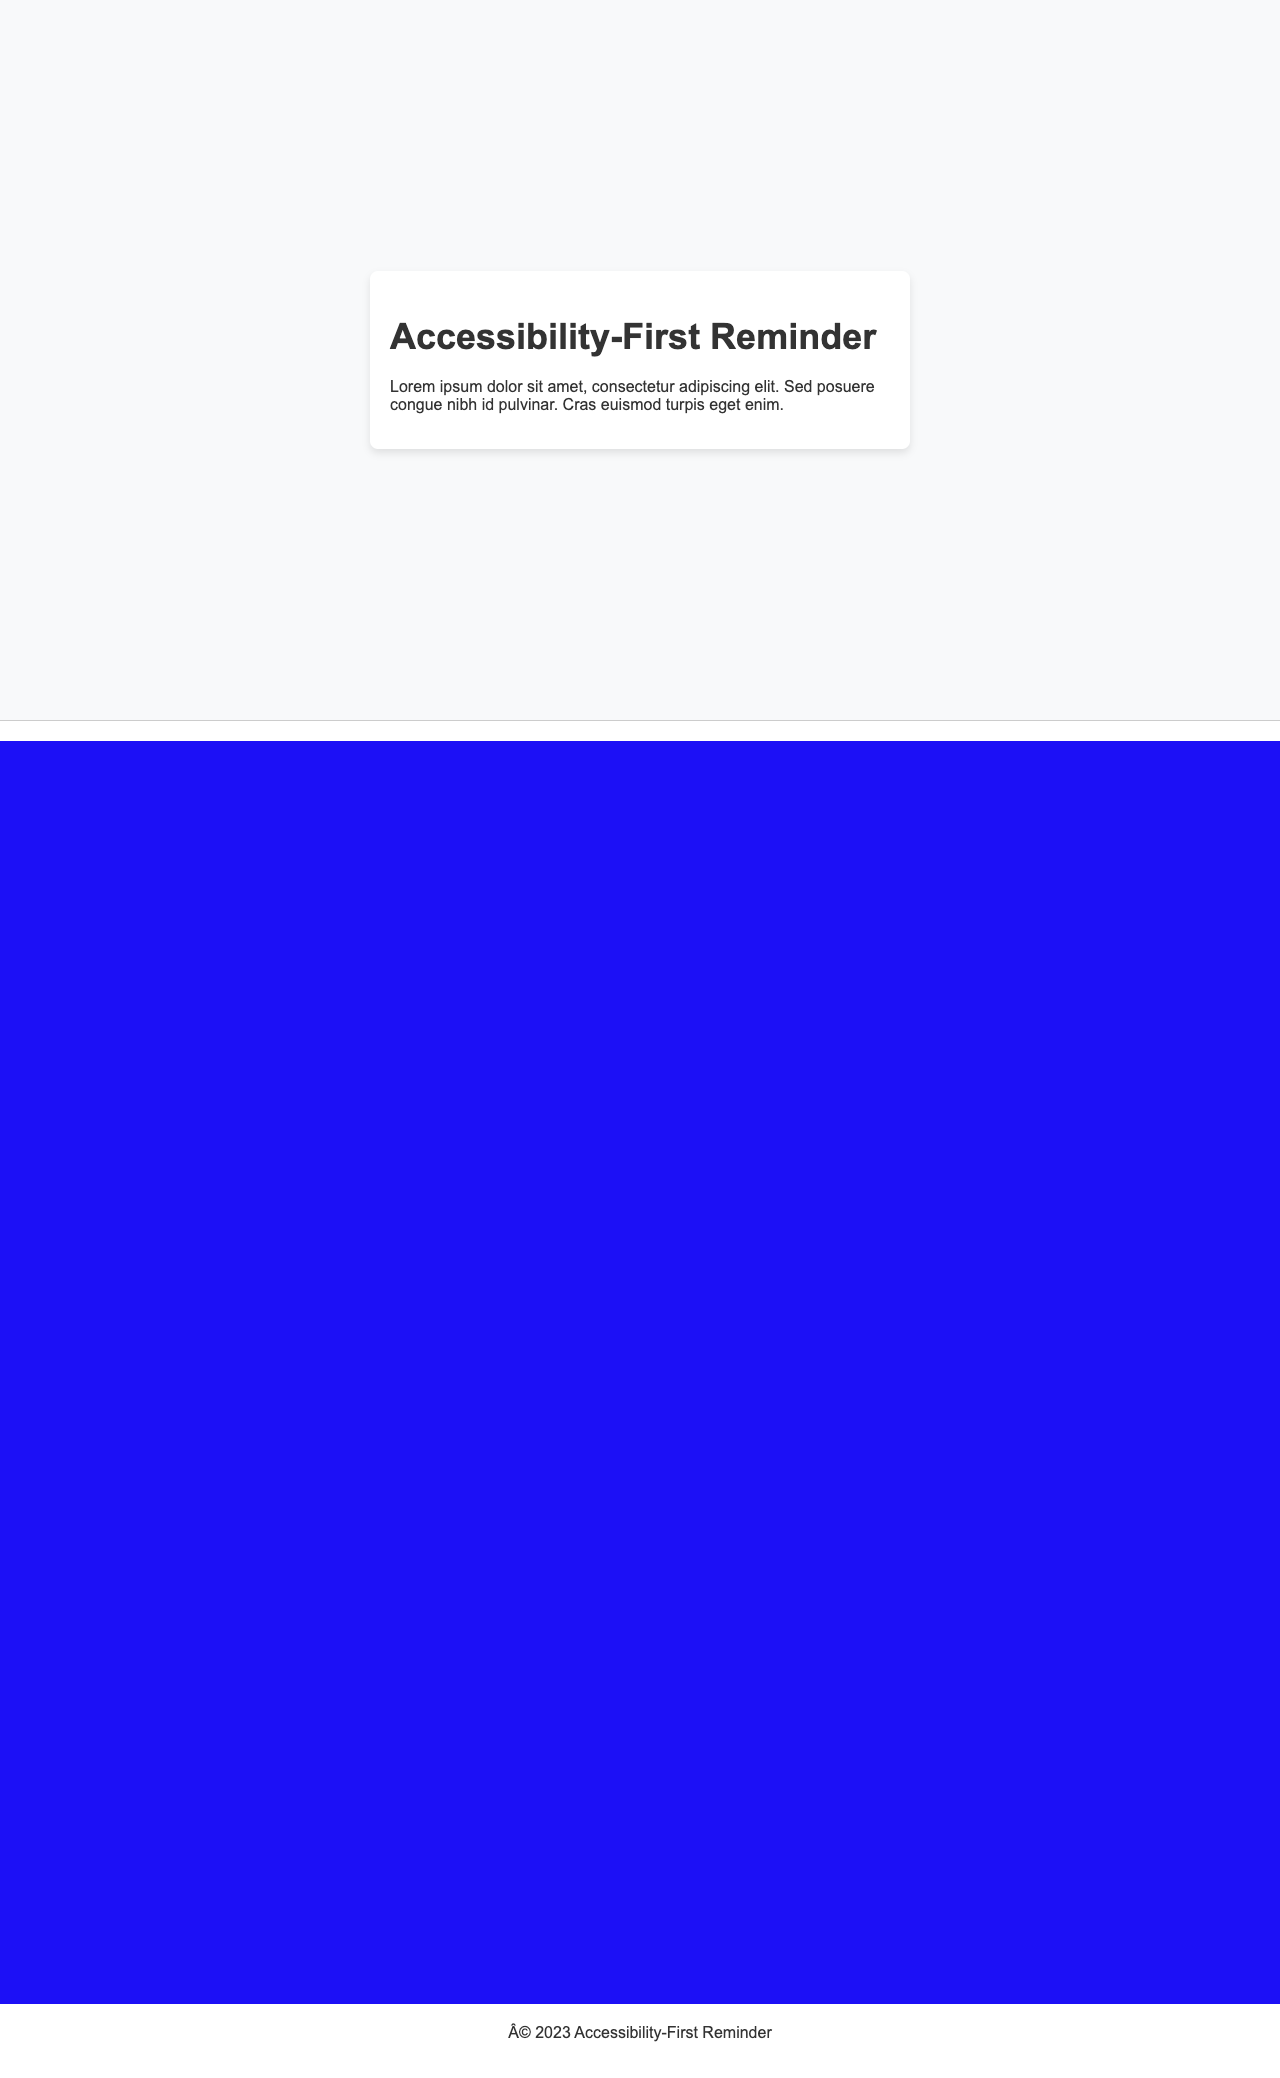 Accessibility-First Reminder
Lorem ipsum dolor sit amet, consectetur adipiscing elit. Sed posuere
congue nibh id pulvinar. Cras euismod turpis eget enim.
Â© 2023 Accessibility-First Reminder